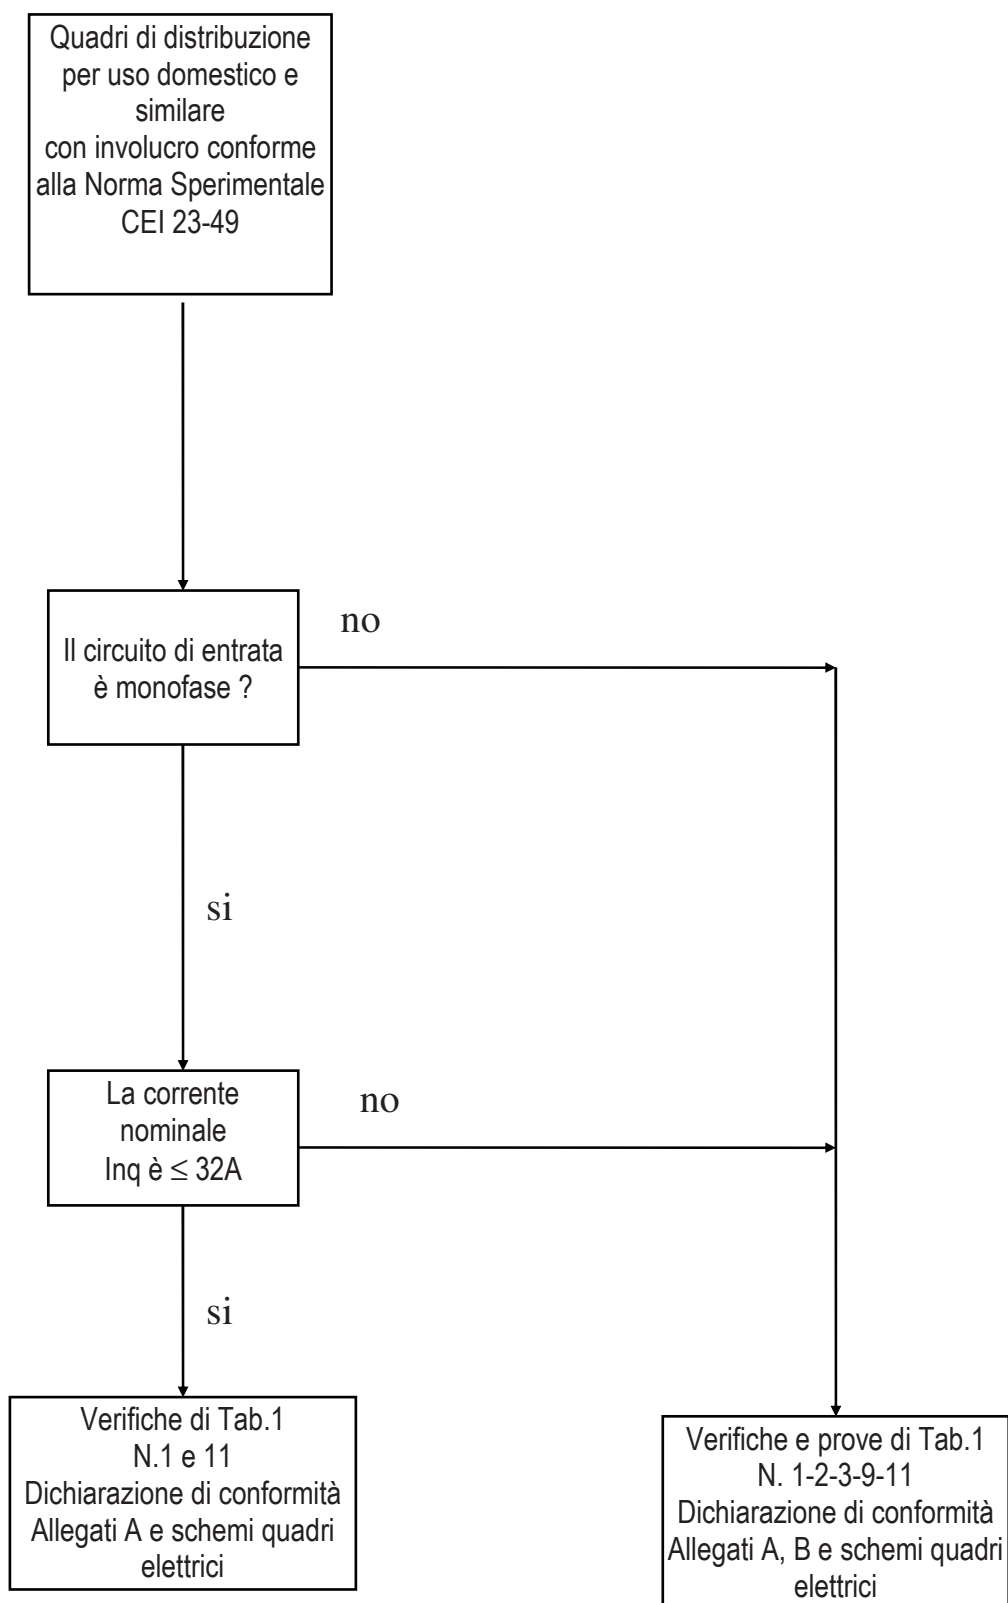 Quadri di distribuzione
per uso domestico e
similare
con involucro conforme
alla Norma Sperimentale
CEI 23-49
no
Il circuito di entrata
è monofase ?
si
La corrente
nominale
Inq è ≤ 32A
no
si
Verifiche di Tab.1
N.1 e 11
Dichiarazione di conformità
Allegati A e schemi quadri
elettrici
Verifiche e prove di Tab.1
N. 1-2-3-9-11
Dichiarazione di conformità
Allegati A, B e schemi quadri
elettrici